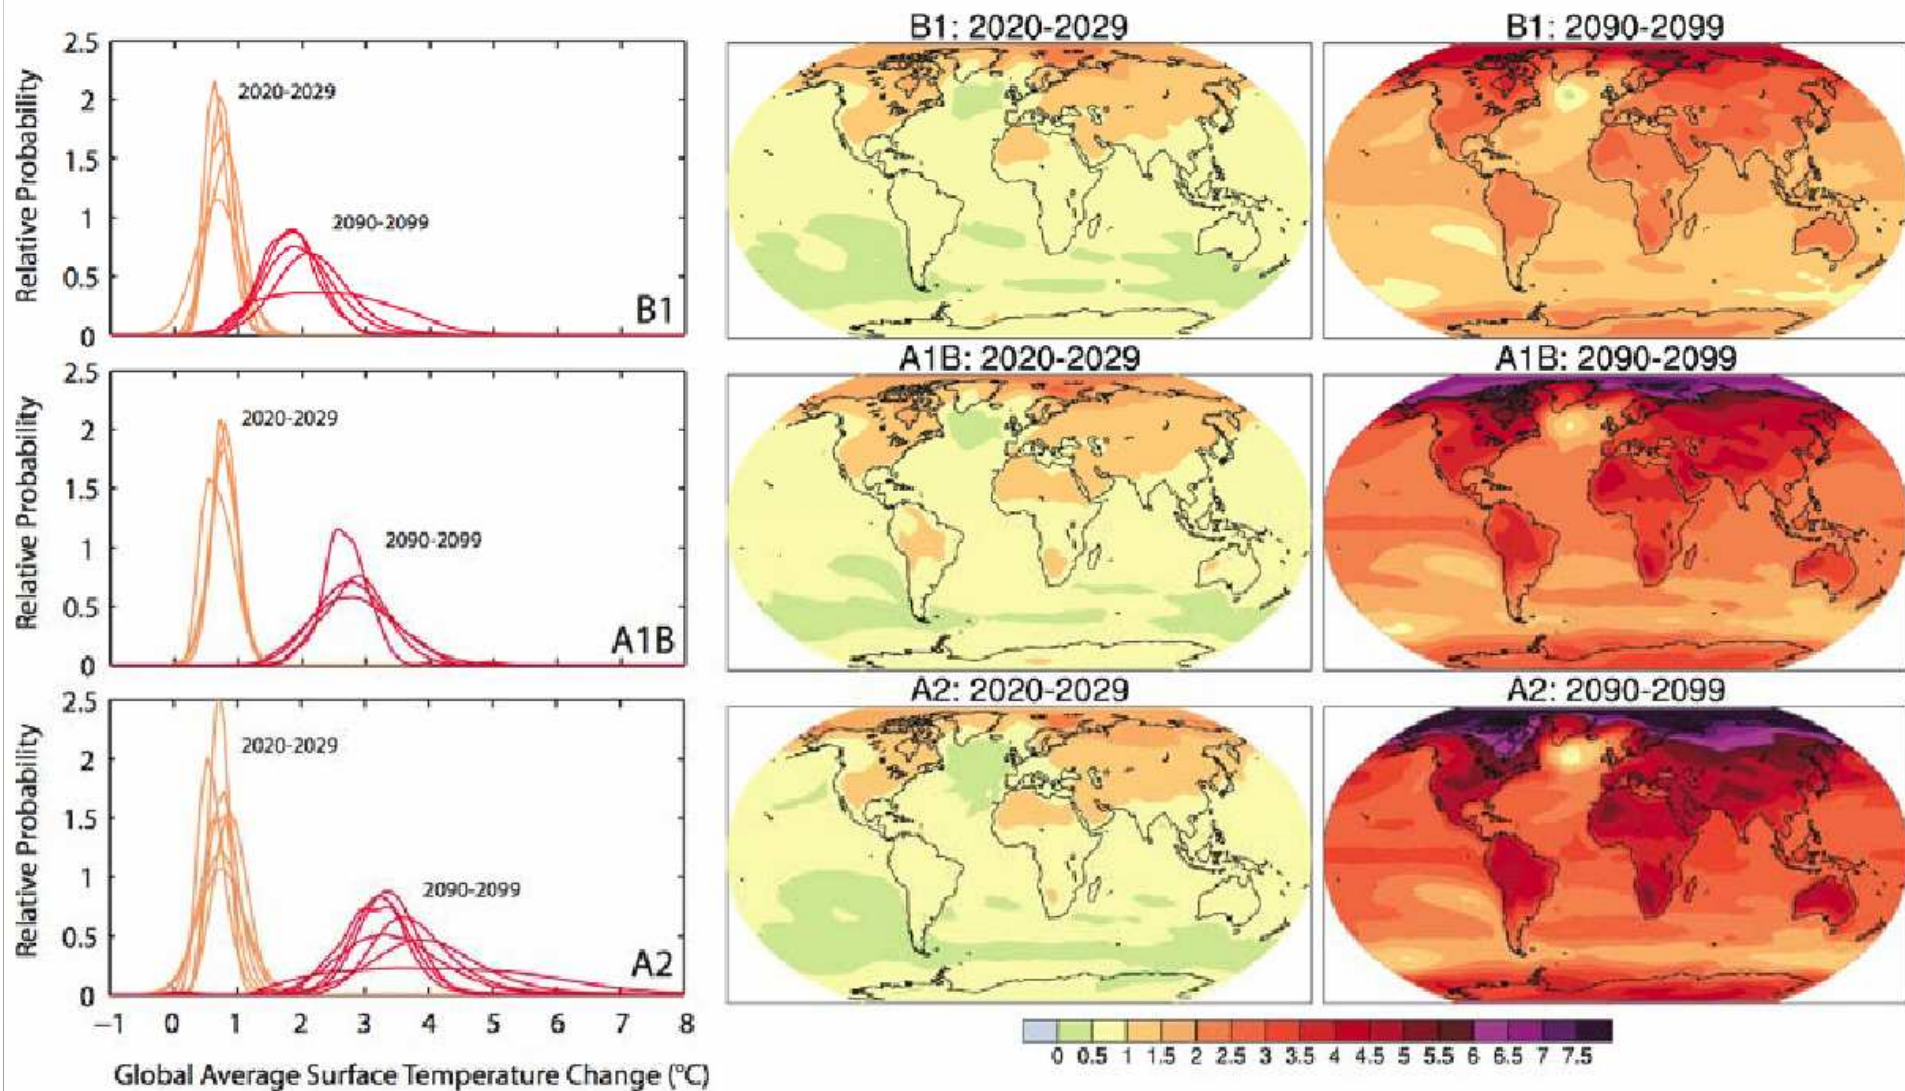 B1: 2020-2029
B1: 2090-2099
2.5
2
1.5
1
0.5
0
Relative Probability
2020-2029
2090-2099
B1
A1B: 2020-2029
A1B: 2090-2099
2.5
2
1.5
1
0.5
0
Relative Probability
2020-2029
2090-2099
A1B
A2: 2020-2029
A2: 2090-2099
2.5
2
1.5
1
0.5
0
Relative Probability
2020-2029
2090-2099
A2
−1 0 1 2 3 4 5 6 7 8
Global Average Surface Temperature Change (ºC)
0 0.5 1 1.5 2 2.5 3 3.5 4 4.5 5 5.5 6 6.5 7 7.5